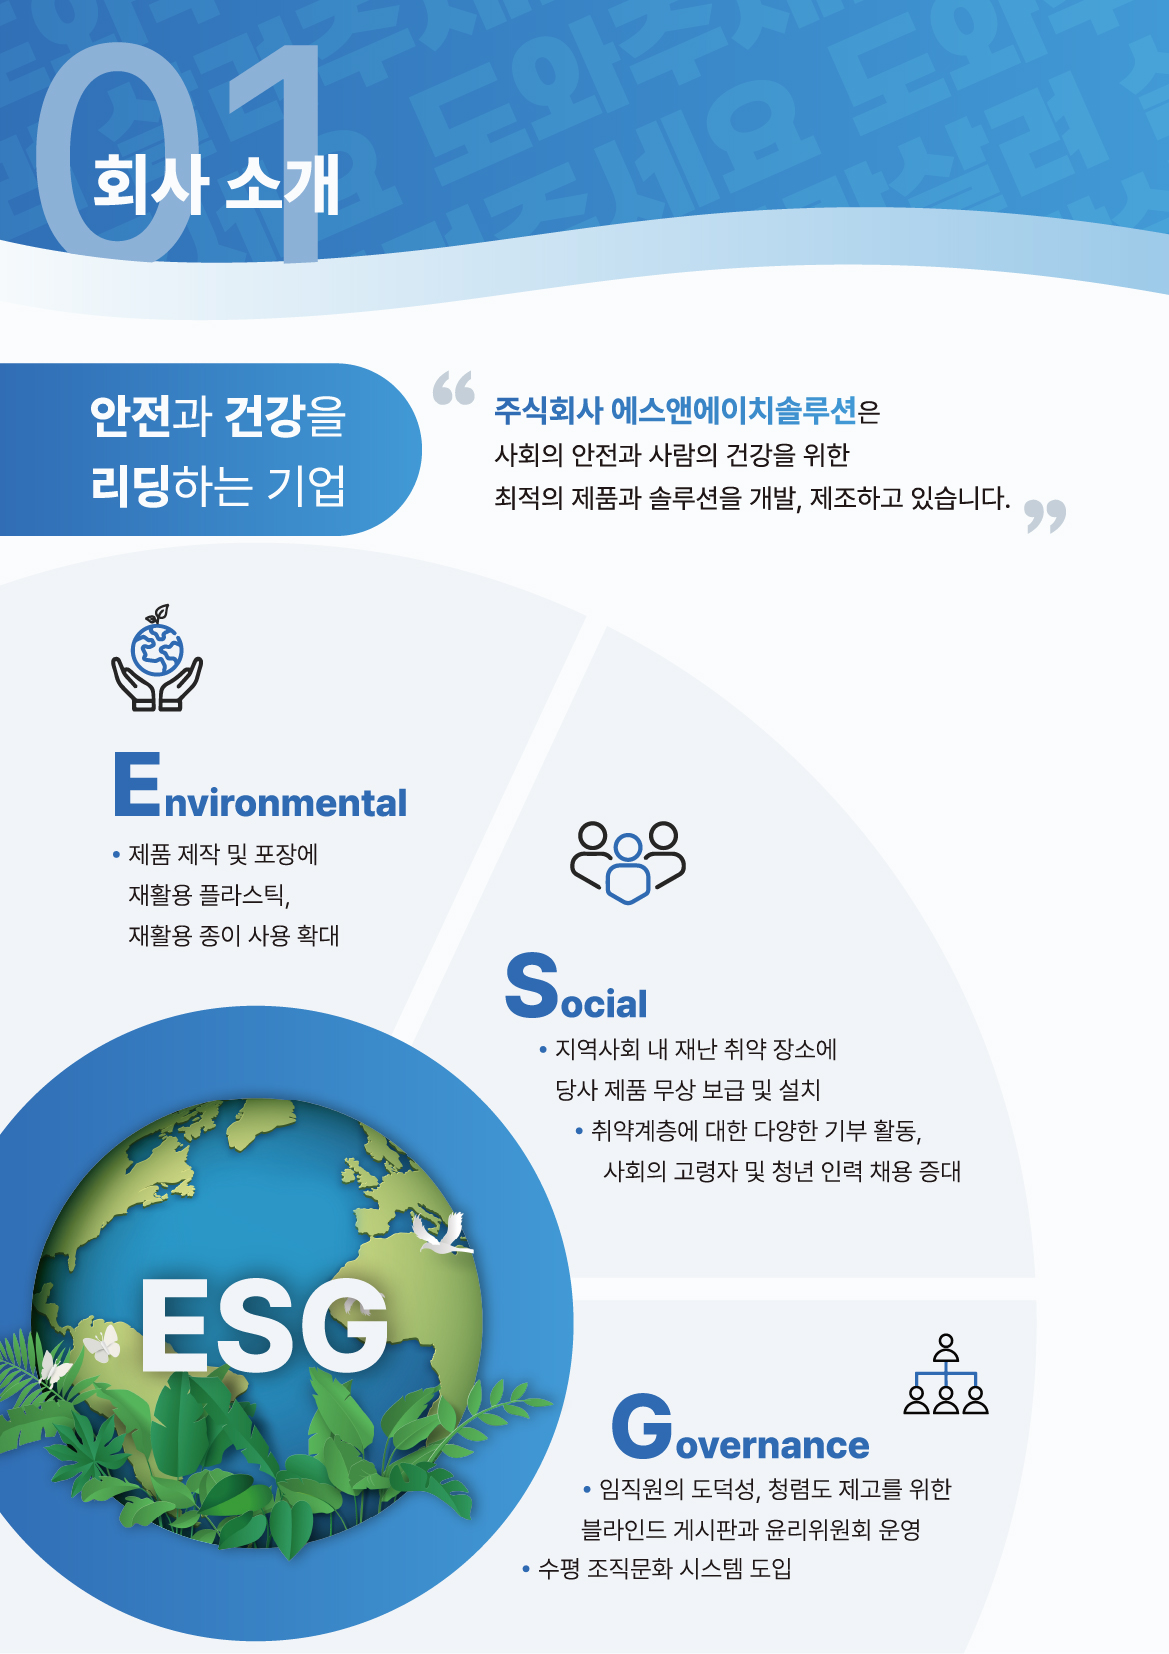 01
회사 소개
안전과 건강을
리딩하는 기업
“
주식회사 에스앤에이치솔루션은
사회의 안전과 사람의 건강을 위한
최적의 제품과 솔루션을 개발, 제조하고 있습니다.
”
Environmental
• 제품 제작 및 포장에
재활용 플라스틱,
재활용 종이 사용 확대
Social
• 지역사회 내 재난 취약 장소에
당사 제품 무상 보급 및 설치
• 취약계층에 대한 다양한 기부 활동,
사회의 고령자 및 청년 인력 채용 증대
ESG
Governance
• 임직원의 도덕성, 청렴도 제고를 위한
블라인드 게시판과 윤리위원회 운영
• 수평 조직문화 시스템 도입